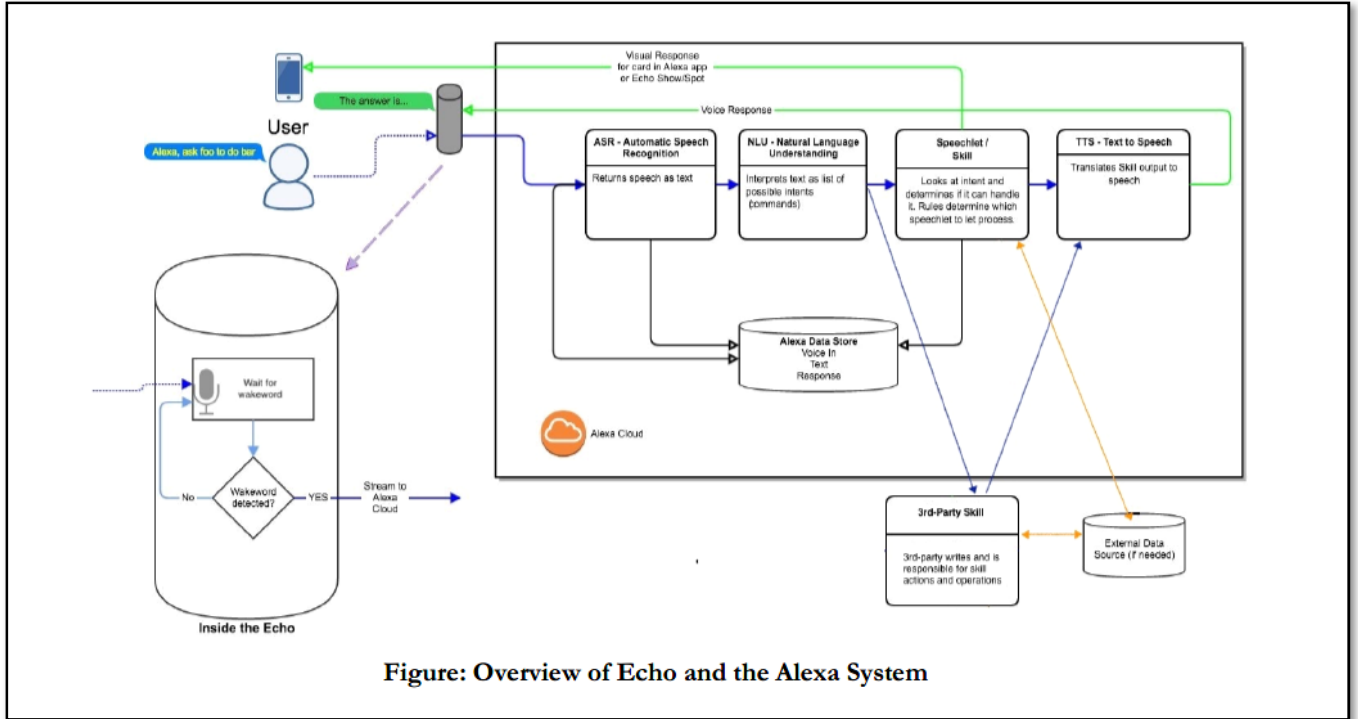 Visual Response
for card in Alexa app
or Echo Show/Spot
The answer is...
Voice Response
User
Alexa, ask foo to do bar
ASR - Automatic Speech
Recognition
Returns speech as text
NLU - Natural Language
Understanding
Interprets text as list of
possible intents
(commands)
Speechlet /
Skill
Looks at intent and
determines if it can handle
it. Rules determine which
speechlet to let process.
TTS - Text to Speech
Translates Skill output to
speech
Alexa Data Store
Voice In
Text
Response
Alexa Cloud
Wait for
wakeword
Wakeword
detected?
No
YES
Stream to
Alexa
Cloud
Inside the Echo
3rd-Party Skill
3rd-party writes and is
responsible for skill
actions and operations
External Data
Source (if needed)
Figure: Overview of Echo and the Alexa System